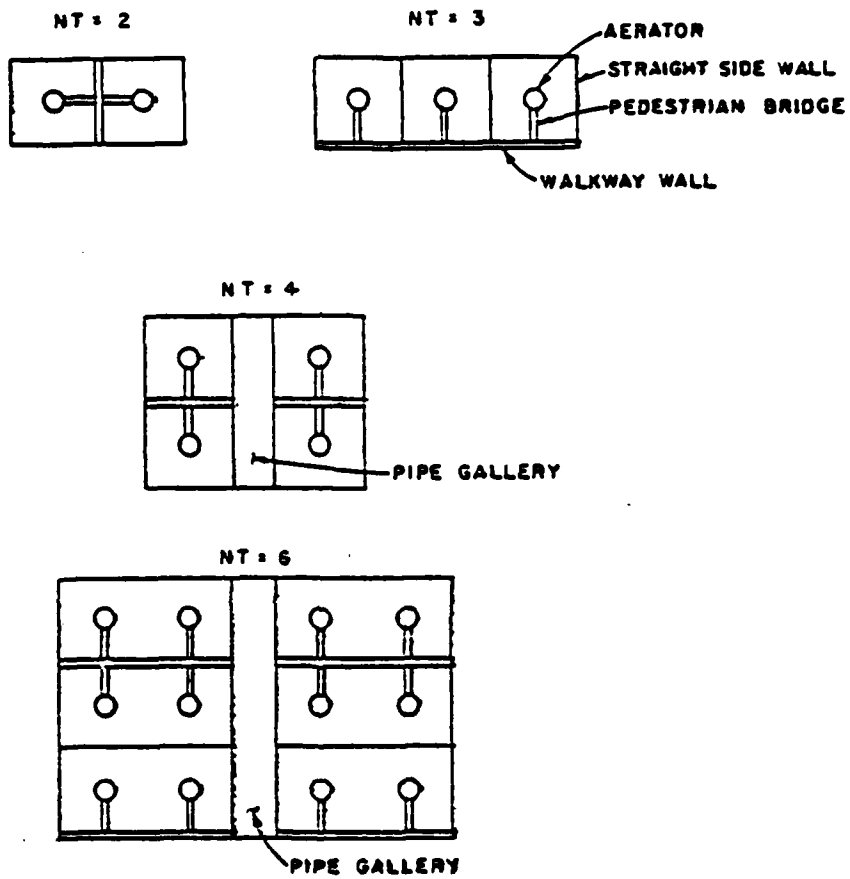 NT = 2
NT = 3
AERATOR
STRAIGHT SIDE WALL
PEDESTRIAN BRIDGE
WALKWAY WALL
NT = 4
PIPE GALLERY
NT = 6
PIPE GALLERY